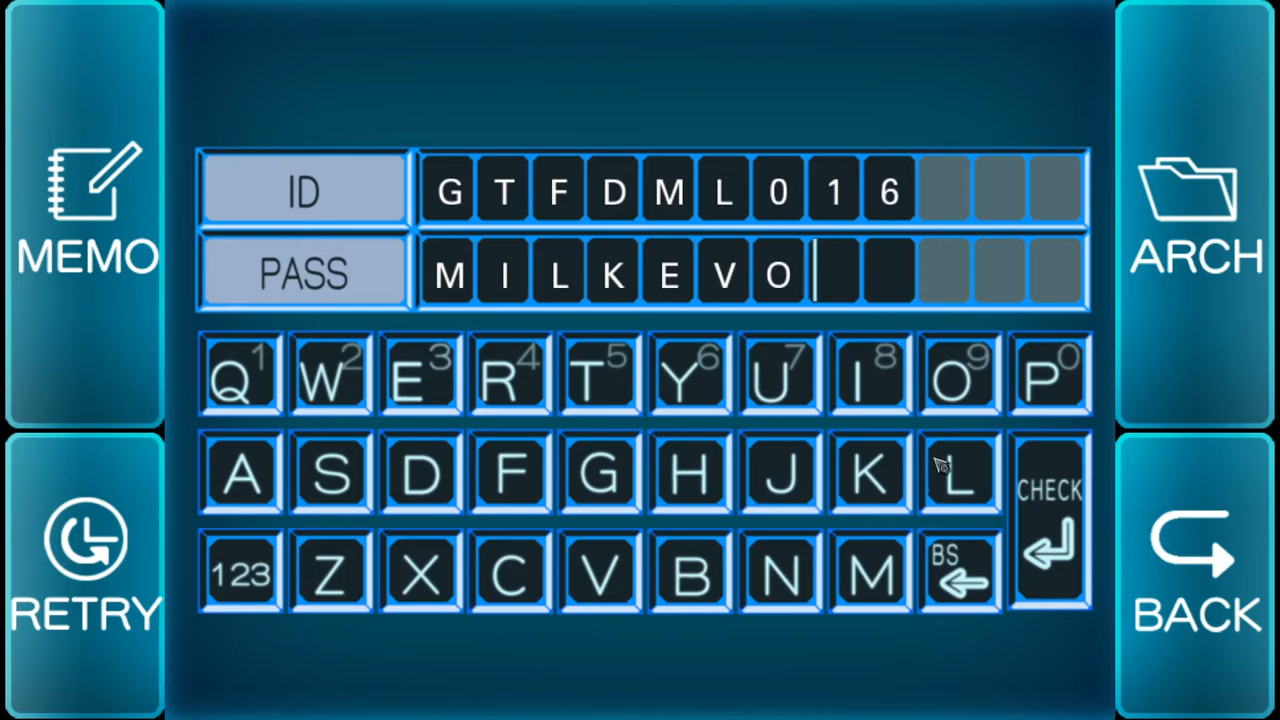 MEMO
RETRY
ID GTFDML016
PASS MILKEVO
Q1 W2 E3 R4 T5 Y6 U7 I8 O9 P0
A S D F G H J K L
CHECK
123 Z X C V B N M BS
ARCH
BACK